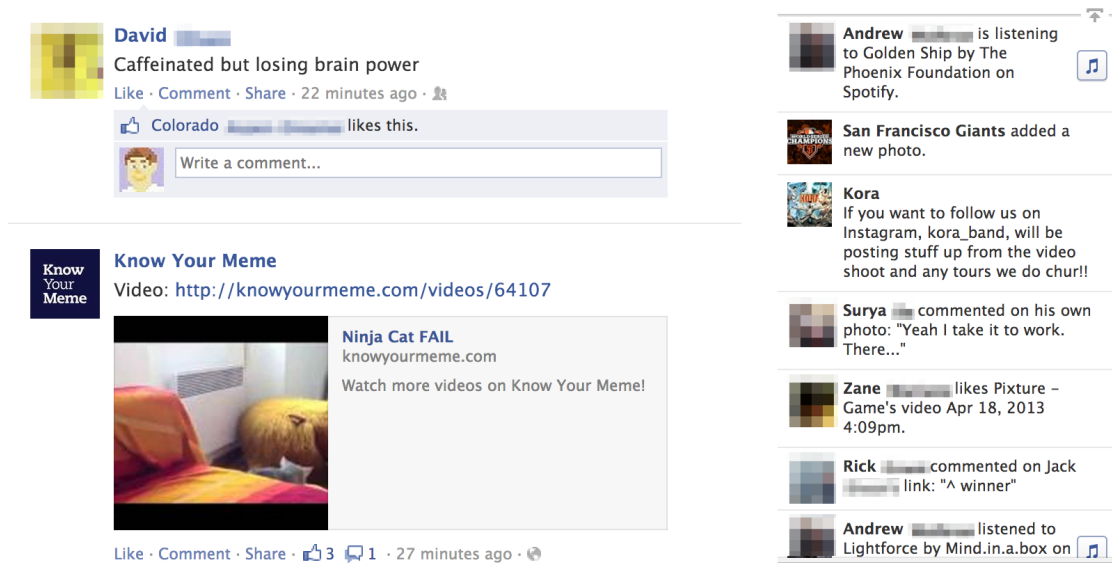 David
Caffeinated but losing brain power
Like · Comment · Share · 22 minutes ago ·
Colorado likes this.
Write a comment...
Know
Your
Meme
Know Your Meme
Video: http://knowyourmeme.com/videos/64107
Ninja Cat FAIL
knowyourmeme.com
Watch more videos on Know Your Meme!
Like · Comment · Share · 3 1 · 27 minutes ago ·
Andrew is listening
to Golden Ship by The
Phoenix Foundation on
Spotify.
WORLD SERIES
CHAMPIONS
San Francisco Giants added a
new photo.
KORA
Kora
If you want to follow us on
Instagram, kora_band, will be
posting stuff up from the video
shoot and any tours we do chur!!
Surya commented on his own
photo: "Yeah I take it to work.
There..."
Zane likes Pixture –
Game's video Apr 18, 2013
4:09pm.
Rick commented on Jack
link: "^ winner"
Andrew listened to
Lightforce by Mind.in.a.box on